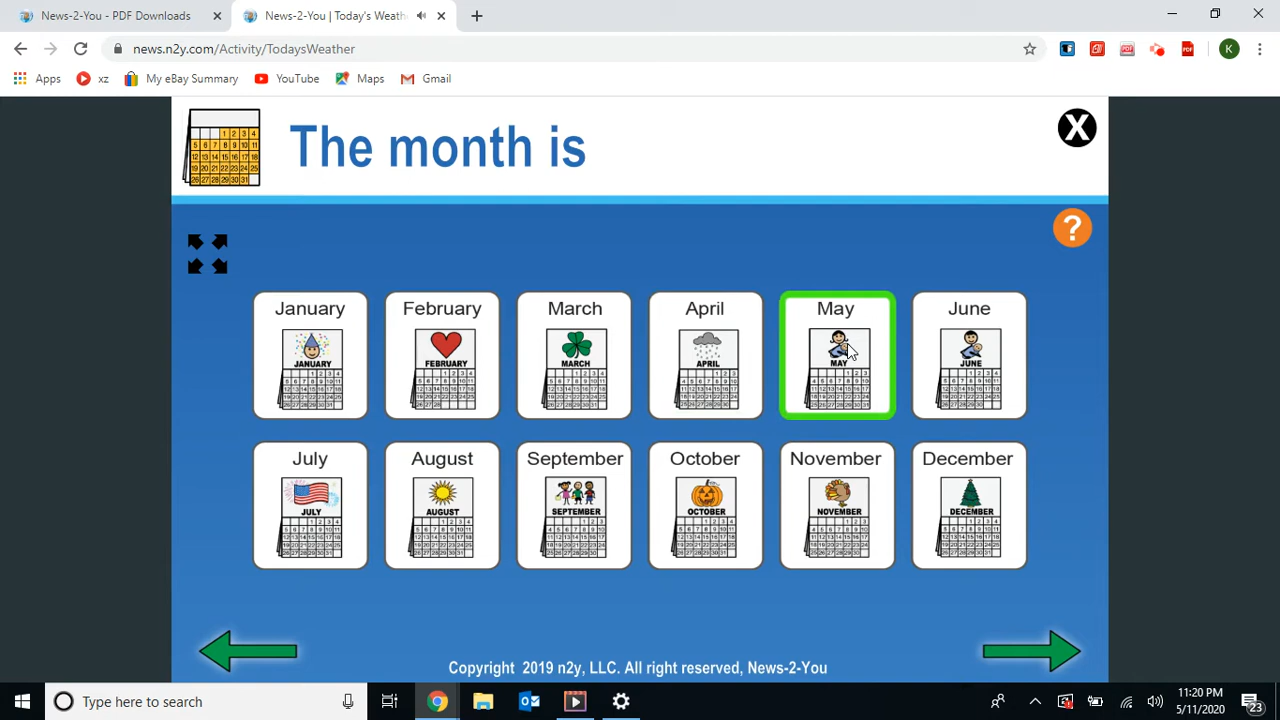 News-2-You - PDF Downloads
News-2-You | Today's Weathe
news.n2y.com/Activity/TodaysWeather
K
Apps
xz
My eBay Summary
YouTube
Maps
Gmail
The month is
X
?
January February March April May June
JANUARY FEBRUARY MARCH APRIL MAY JUNE
July August September October November December
JULY AUGUST SEPTEMBER OCTOBER NOVEMBER DECEMBER
Copyright 2019 n2y, LLC. All right reserved, News-2-You
Type here to search
11:20 PM
5/11/2020
23